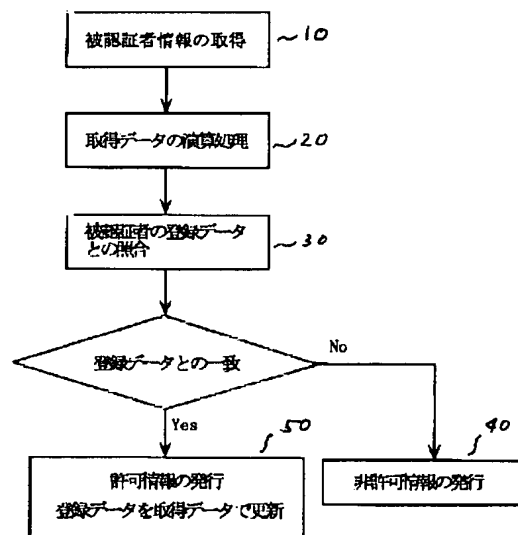 被認証者情報の取得
~10
取得データの演算処理
~20
被認証者の登録データ
との照合
~30
登録データとの一致
No
Yes
50
40
許可情報の発行
登録データを取得データで更新
非許可情報の発行